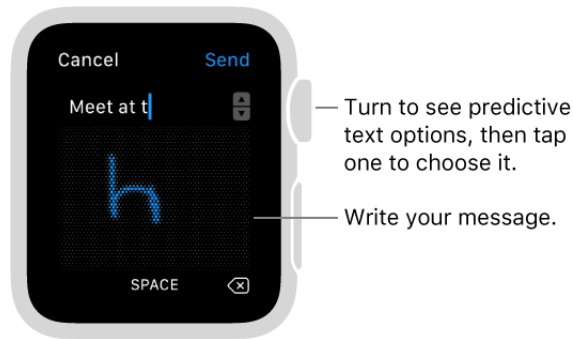 Cancel Send
Meet at t
h
SPACE
Turn to see predictive
text options, then tap
one to choose it.
Write your message.